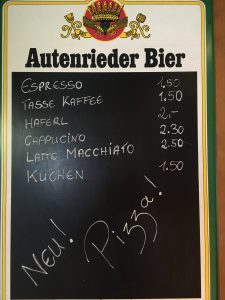 Autenrieder Bier
ESPRESSO 1.50
TASSE KAFFEE 1.50
HAFERL 2.-
CAPPUCINO 2.30
LATTE MACCHIATO 2.50
KUCHEN 1.50
Neu! Pizza!